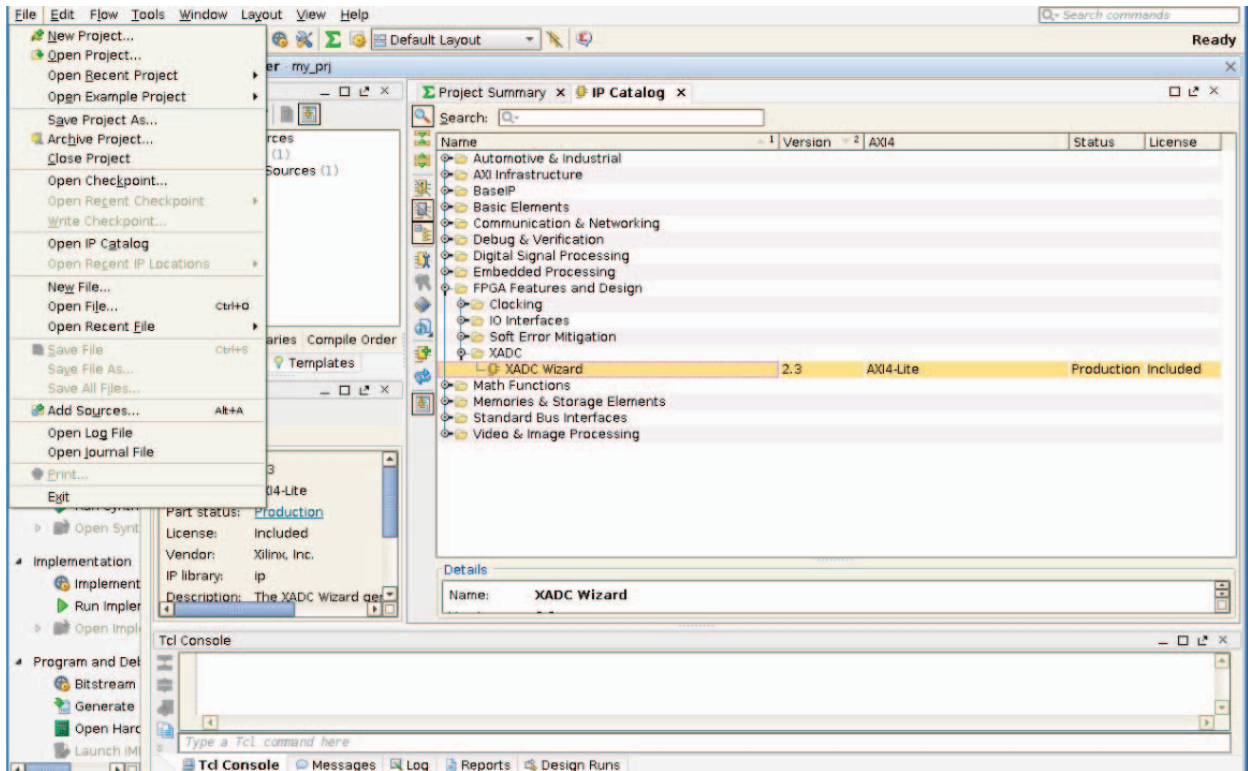 File Edit Flow Tools Window Layout View Help Q- Search commands
New Project...
Default Layout
Ready
Open Project...
Open Recent Project
er - my_prj
Open Example Project
Project Summary IP Catalog
Save Project As...
Search: Q-
Archive Project...
rces
Name 1 Version 2 AXI4 Status License
Close Project
(1)
Automotive & Industrial
Sources (1)
AXI Infrastructure
Open Checkpoint...
BaseIP
Open Recent Checkpoint
Basic Elements
Write Checkpoint...
Communication & Networking
Open IP Catalog
Debug & Verification
Open Recent IP Locations
Digital Signal Processing
Embedded Processing
New File...
FPGA Features and Design
Open File... Ctrl+O
Clocking
Open Recent File
IO Interfaces
aries Compile Order
Soft Error Mitigation
Save File Ctrl+S
XADC
Templates
Save File As...
XADC Wizard 2.3 AXI4-Lite Production Included
Save All Files...
Math Functions
Memories & Storage Elements
Add Sources... Alt+A
Standard Bus Interfaces
Open Log File
Video & Image Processing
Open Journal File
Print...
3
Exit
XI4-Lite
Run Synth
Part status: Production
Open Synt
License: Included
Implementation
Vendor: Xilinx, Inc.
Details
Implement
IP library: ip
Name: XADC Wizard
Run Impler
Description: The XADC Wizard ger
Open Imple
Tcl Console
Program and Del
Bitstream
Generate
Open Hard
Type a Tcl command here
Launch iMI
Tcl Console Messages Log Reports Design Runs